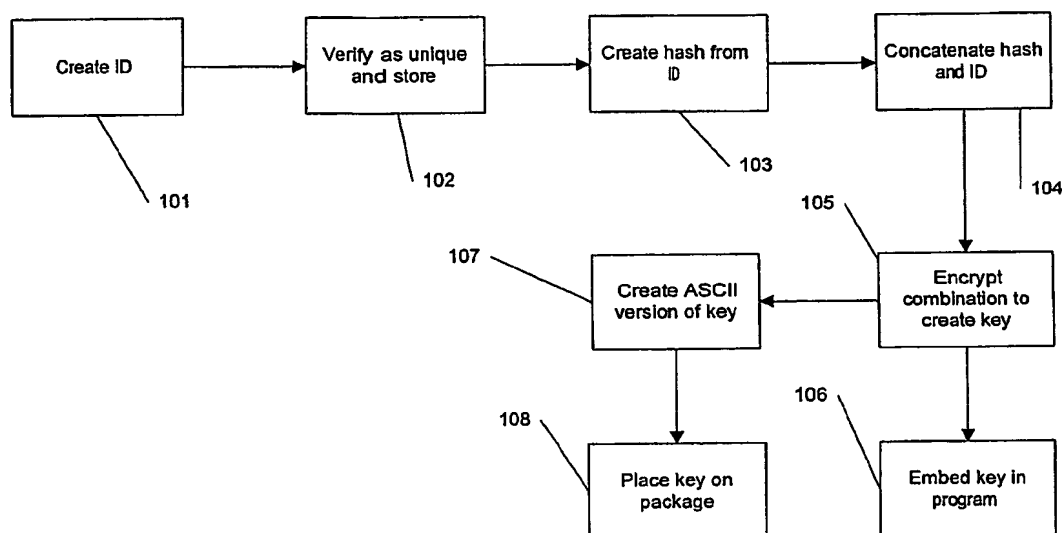 Create ID
Verify as unique
and store
Create hash from
ID
Concatenate hash
and ID
101
102
103
104
105
107
Create ASCII
version of key
Encrypt
combination to
create key
108
106
Place key on
package
Embed key in
program